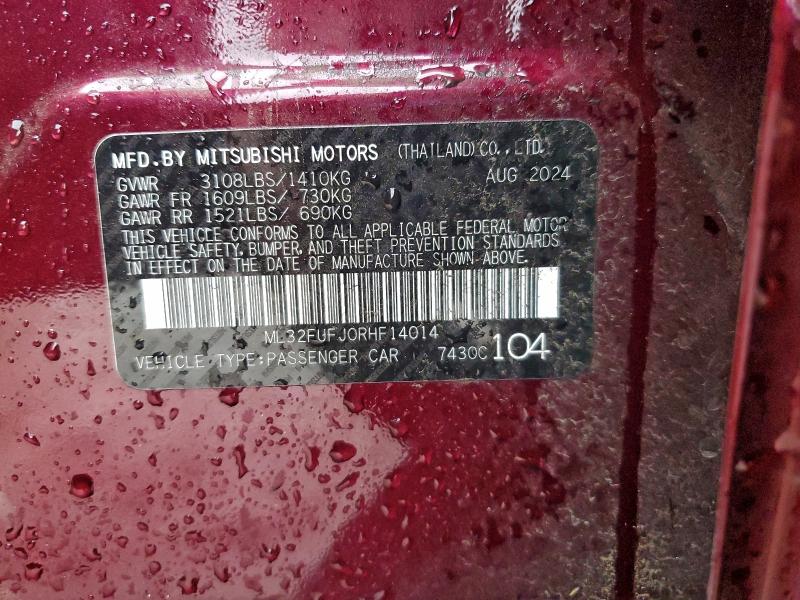 MFD.BY MITSUBISHI MOTORS (THAILAND) CO.,LTD.
GVWR 3108LBS/1410KG AUG 2024
GAWR FR 1609LBS/ 730KG
GAWR RR 1521LBS/ 690KG
THIS VEHICLE CONFORMS TO ALL APPLICABLE FEDERAL MOTOR
VEHICLE SAFETY, BUMPER, AND THEFT PREVENTION STANDARDS
IN EFFECT ON THE DATE OF MANUFACTURE SHOWN ABOVE.
ML32FUFJ0RHF14014
VEHICLE TYPE:PASSENGER CAR 7430C 104